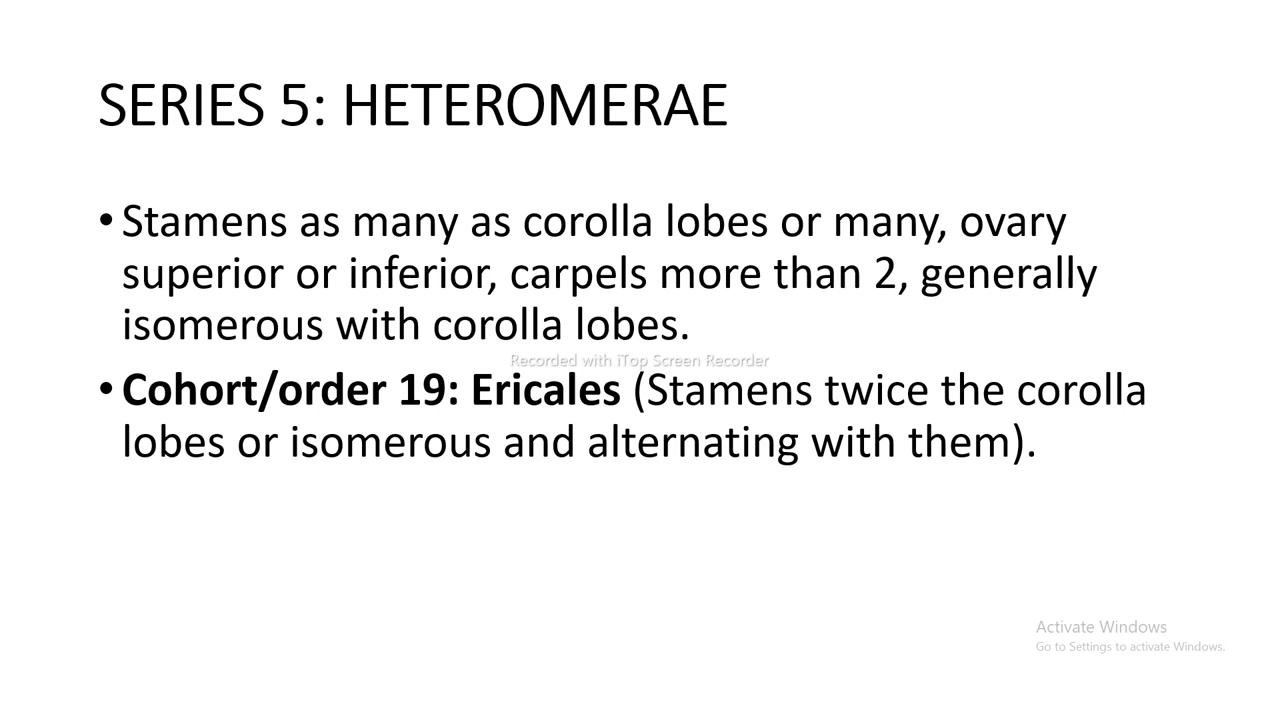 SERIES 5: HETEROMERAE
•Stamens as many as corolla lobes or many, ovary
superior or inferior, carpels more than 2, generally
isomerous with corolla lobes.
Recorded with iTop Screen Recorder
•Cohort/order 19: Ericales (Stamens twice the corolla
lobes or isomerous and alternating with them).
Activate Windows
Go to Settings to activate Windows.